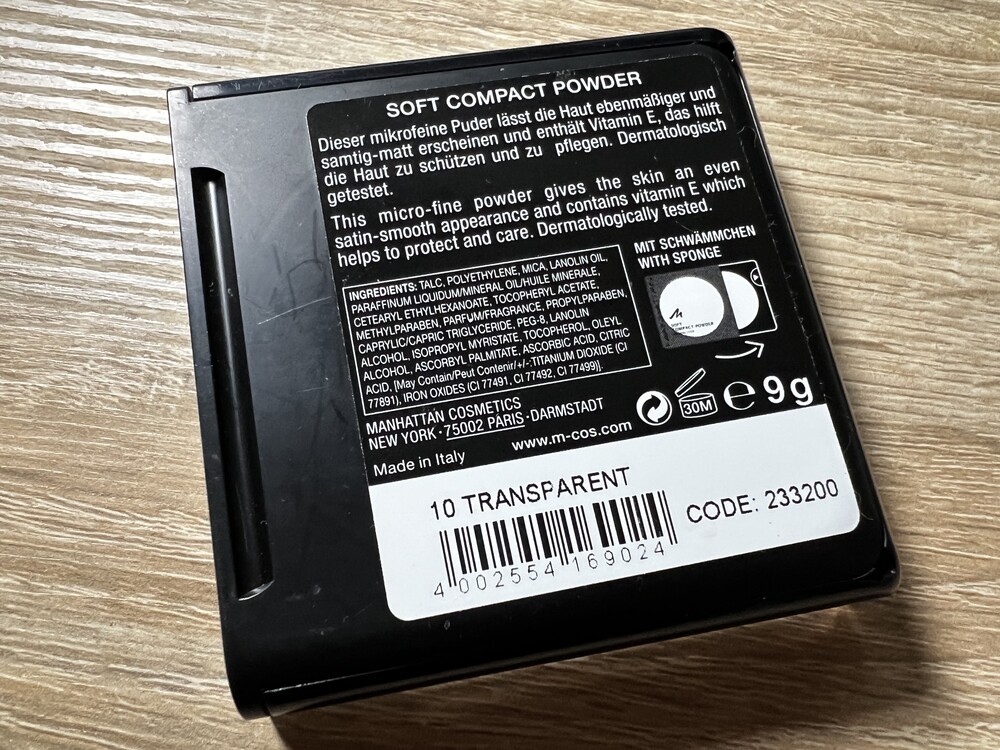 SOFT COMPACT POWDER
Dieser mikrofeine Puder lässt die Haut ebenmäßiger und
samtig-matt erscheinen und enthält Vitamin E, das hilft
die Haut zu schützen und zu pflegen. Dermatologisch
getestet.
This micro-fine powder gives the skin an even
satin-smooth appearance and contains vitamin E which
helps to protect and care. Dermatologically tested.
INGREDIENTS: TALC, POLYETHYLENE, MICA, LANOLIN OIL,
PARAFFINUM LIQUIDUM/MINERAL OIL/HUILE MINERALE,
CETEARYL ETHYLHEXANOATE, TOCOPHERYL ACETATE,
METHYLPARABEN, PARFUM/FRAGRANCE, PROPYLPARABEN,
CAPRYLIC/CAPRIC TRIGLYCERIDE, PEG-8, LANOLIN
ALCOHOL, ISOPROPYL MYRISTATE, TOCOPHEROL, OLEYL
ALCOHOL, ASCORBYL PALMITATE, ASCORBIC ACID, CITRIC
ACID, [May Contain/Peut Contenir/+/-:TITANIUM DIOXIDE (CI
77891), IRON OXIDES (CI 77491, CI 77492, CI 77499)].
MIT SCHWÄMMCHEN
WITH SPONGE
SOFT
COMPACT POWDER
MANHATTAN COSMETICS
NEW YORK · 75002 PARIS · DARMSTADT
30M
e 9 g
www.m-cos.com
Made in Italy
10 TRANSPARENT
CODE: 233200
4 002554 169024